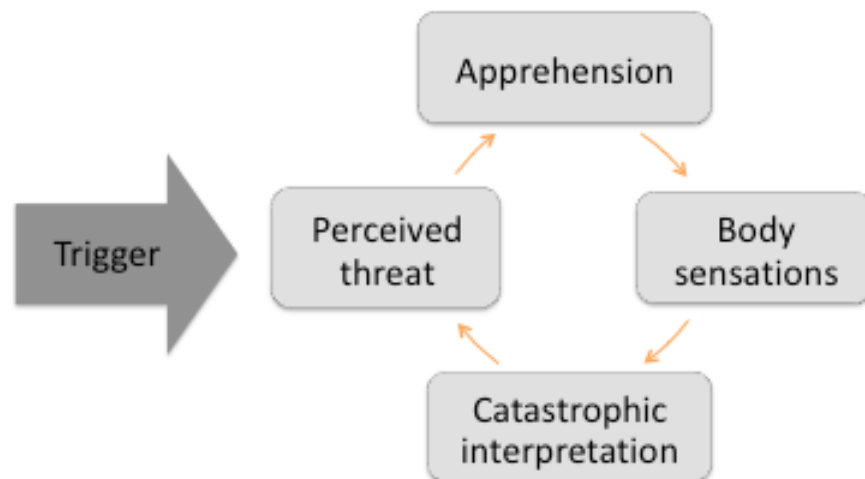 Apprehension
Trigger
Perceived
threat
Body
sensations
Catastrophic
interpretation